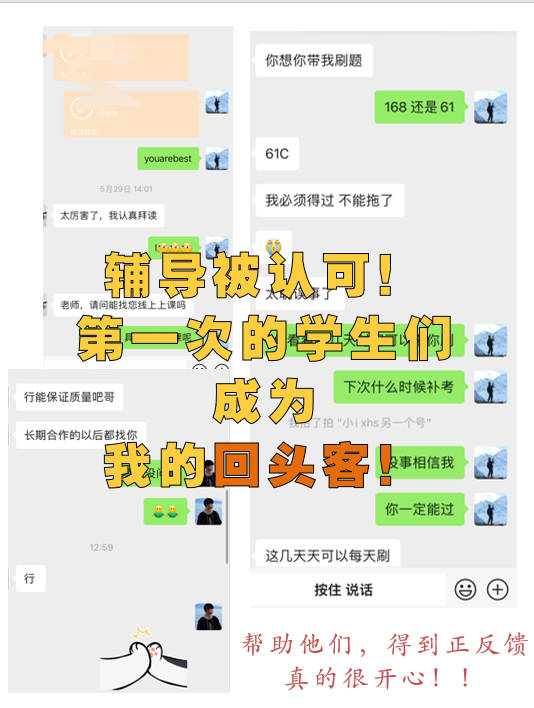 youarebest
5月29日 14:01
太厉害了，我认真拜读
老师，请问能找您线上上课吗
行能保证质量吧哥
长期合作的以后都找你
12:59
行
你想你带我刷题
168 还是 61
61C
我必须得过 不能拖了
下次什么时候补考
我拍了拍 "小i xhs另一个号"
没事相信我
你一定能过
这几天天可以每天刷
按住 说话
辅导被认可！
第一次的学生们
成为
我的回头客！
帮助他们，得到正反馈
真的很开心！！